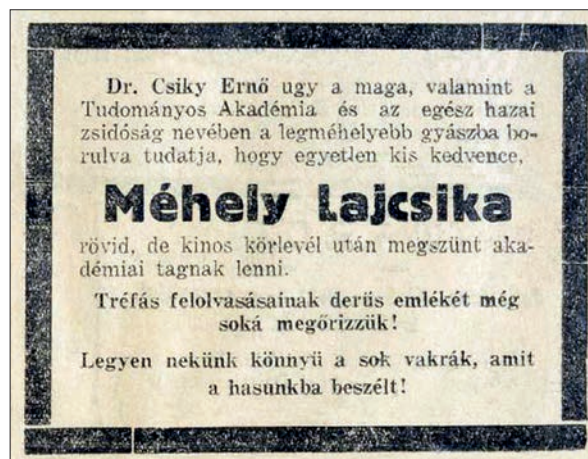 Dr. Csiky Ernő ugy a maga, valamint a
Tudományos Akadémia és az egész hazai
zsidóság nevében a legméhelyebb gyászba bo-
rulva tudatja, hogy egyetlen kis kedvence,
Méhely Lajcsika
rövid, de kinos körlevél után megszünt aka-
démiai tagnak lenni.
Tréfás felolvasásainak derüs emlékét még
soká megőrizzük!
Legyen nekünk könnyü a sok vakrák, amit
a hasunkba beszélt!